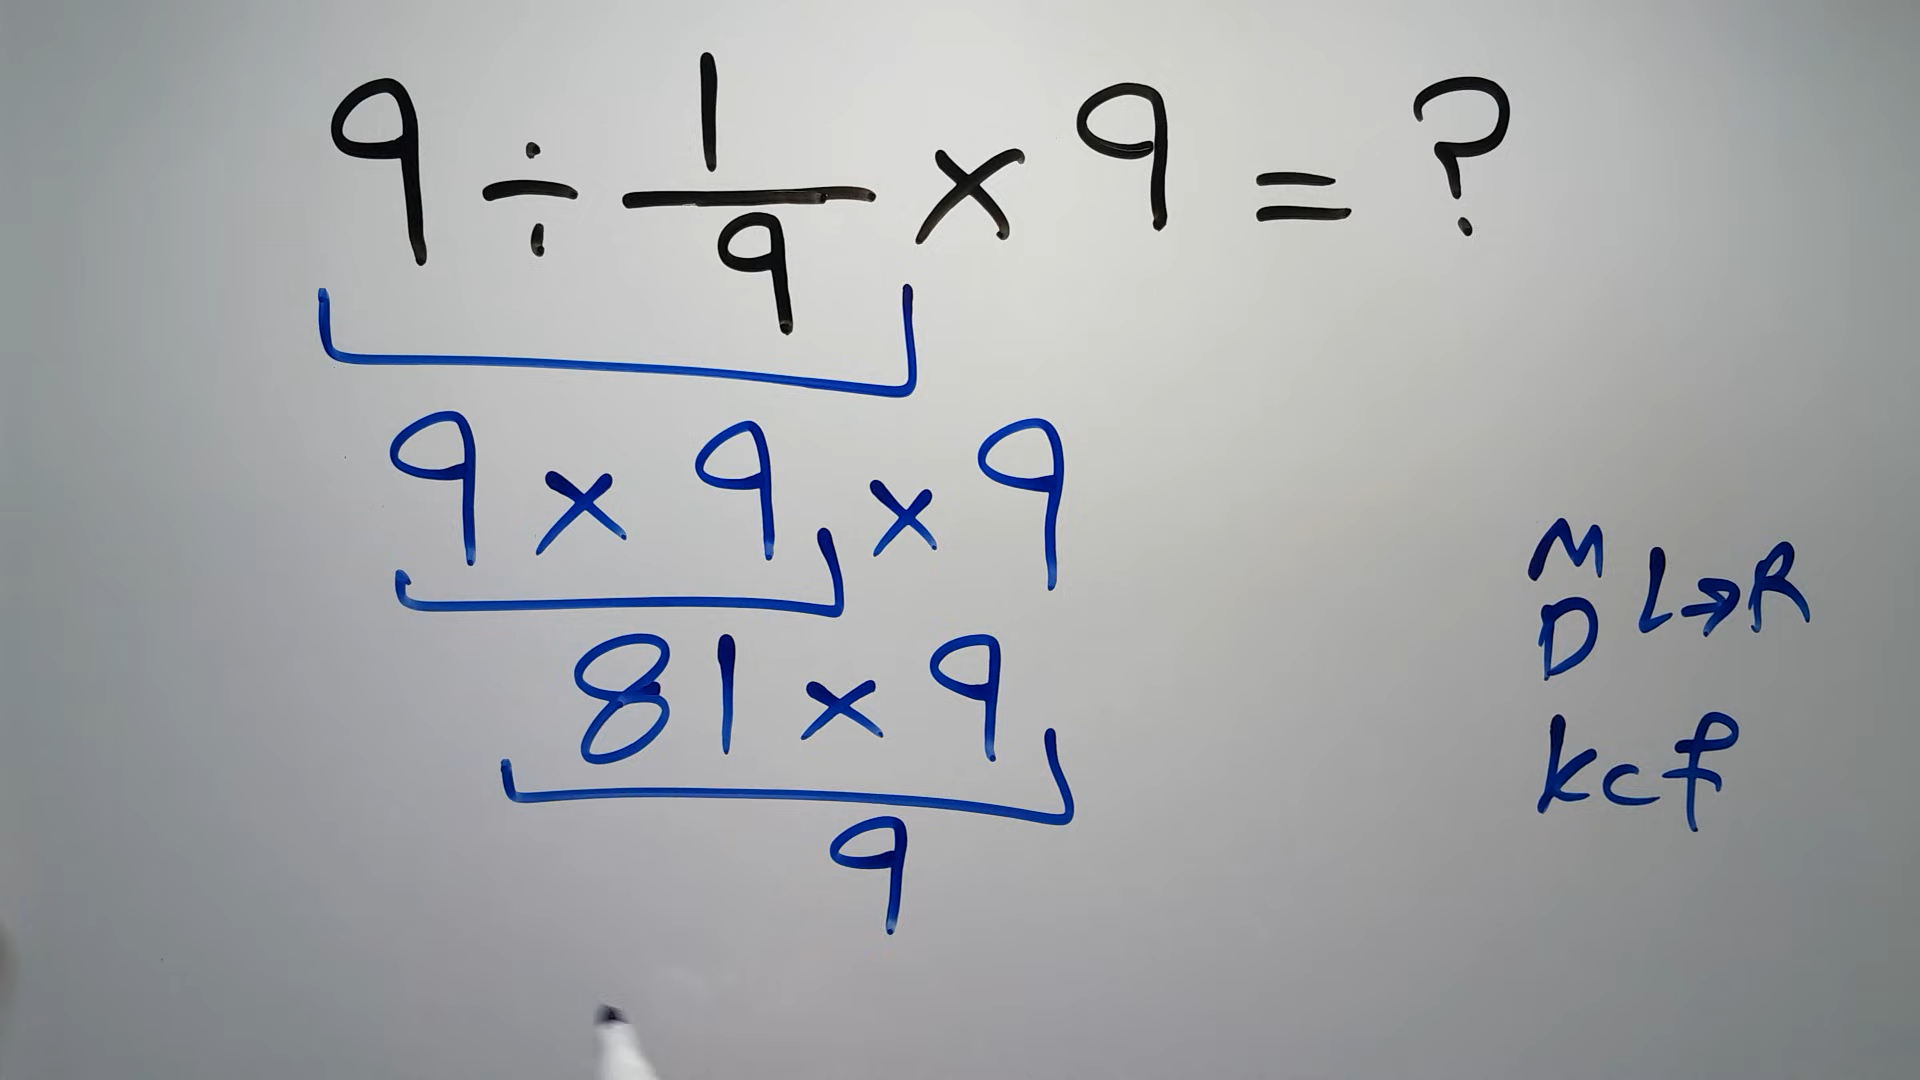 9 ÷ 1/9 × 9 = ?
9 × 9 × 9
M
D L→R
81 × 9
kcf
9